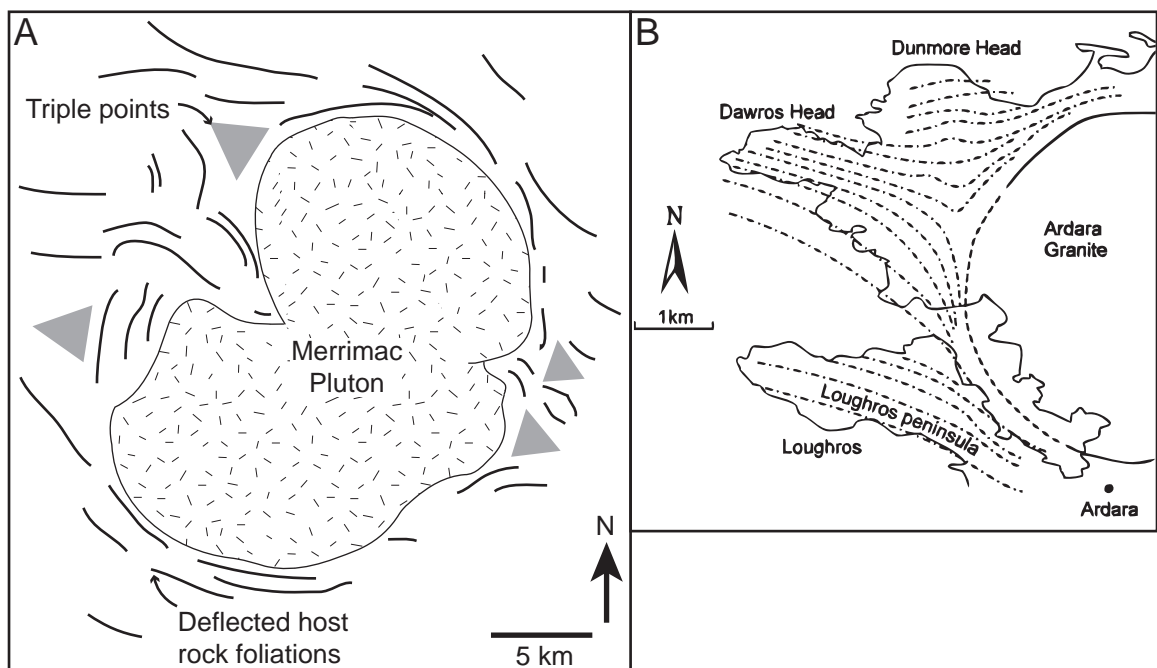 A
Triple points
Merrimac
Pluton
Deflected host
rock foliations
N
5 km
B
Dunmore Head
Dawros Head
N
1km
Ardara
Granite
Loughros peninsula
Loughros
Ardara